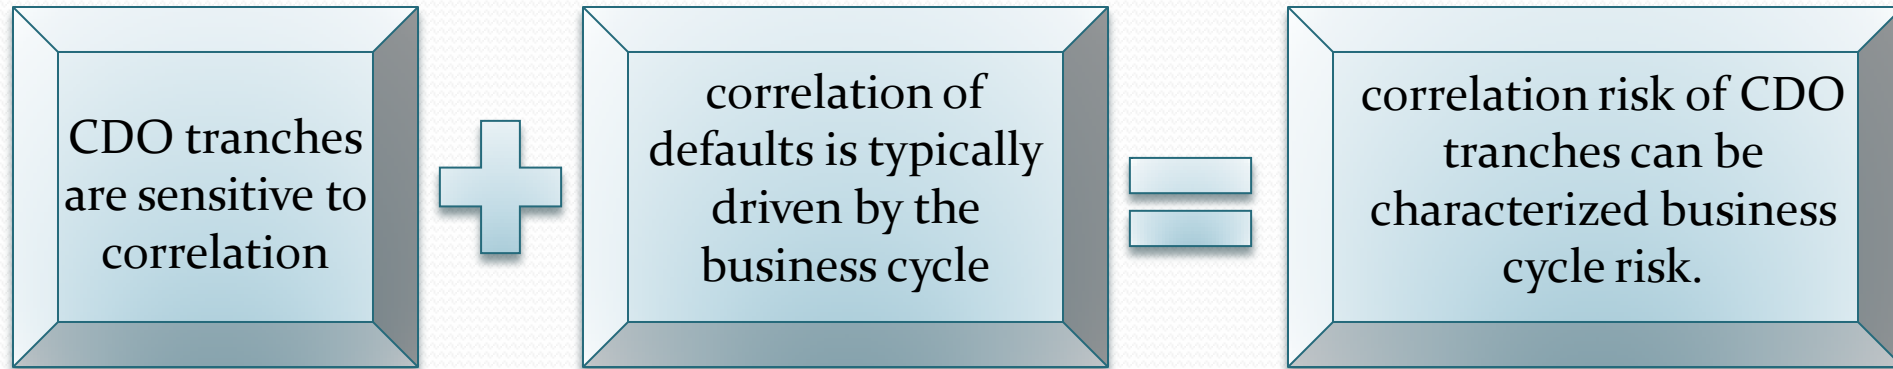 CDO tranches
are sensitive to
correlation
correlation of
defaults is typically
driven by the
business cycle
correlation risk of CDO
tranches can be
characterized business
cycle risk.